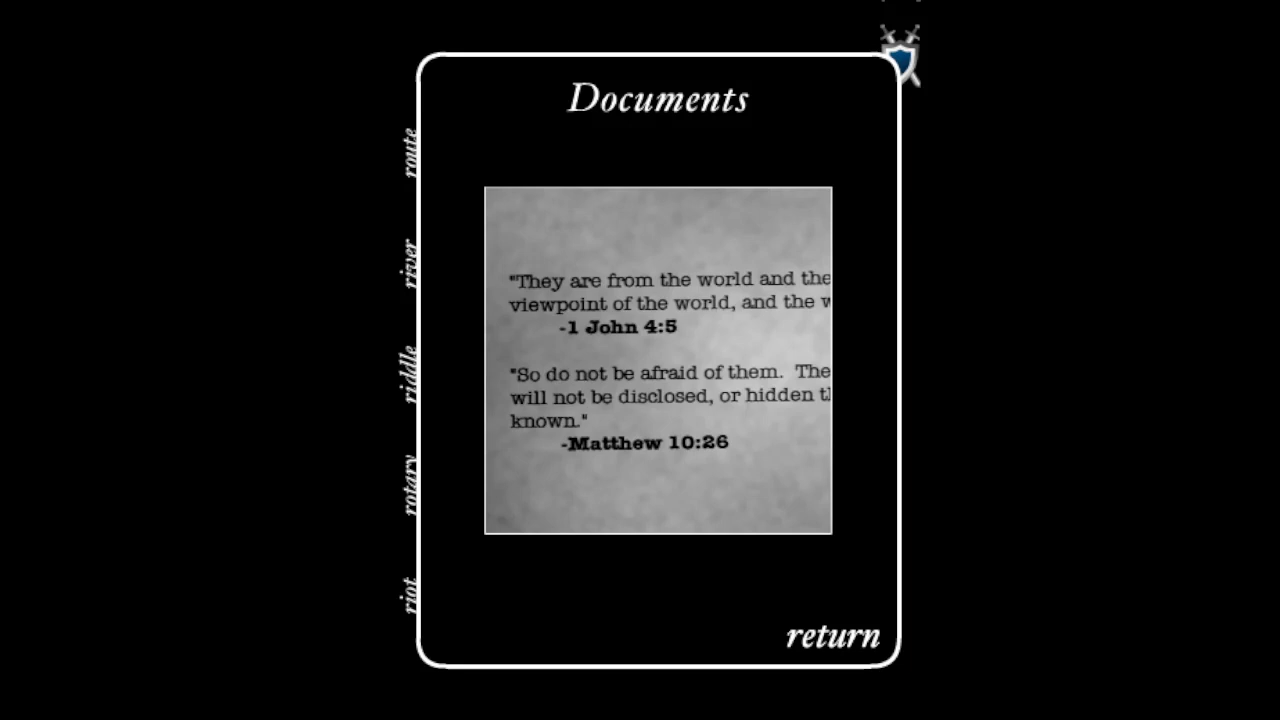 Documents
route
river
riddle
rotary
riot
"They are from the world and the
viewpoint of the world, and the
-1 John 4:5
"So do not be afraid of them. The
will not be disclosed, or hidden
known."
-Matthew 10:26
return